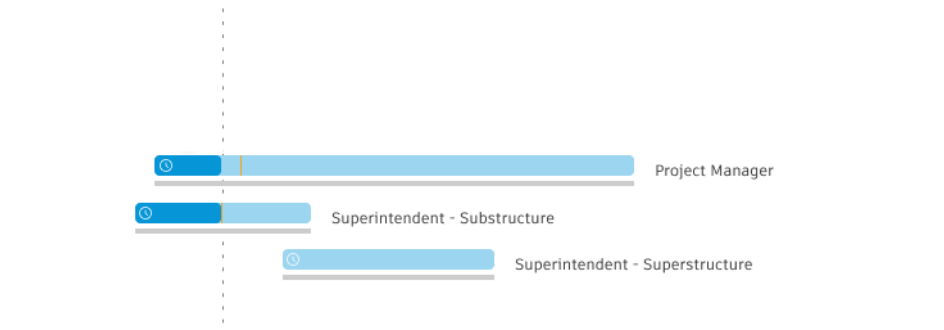 Project Manager
Superintendent - Substructure
Superintendent - Superstructure